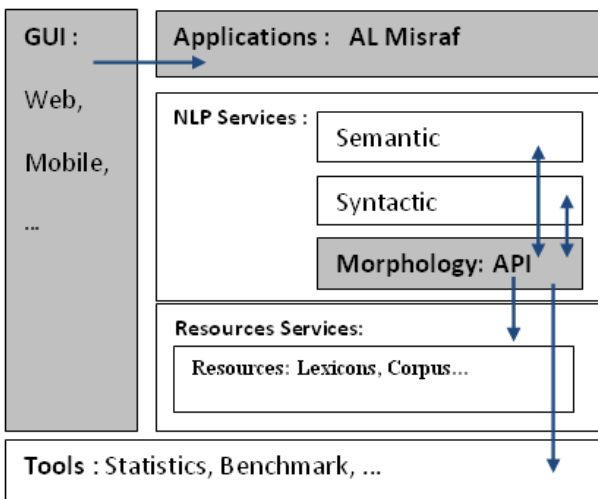 GUI :
Web,
Mobile,
...
Applications : AL Misraf
NLP Services :
Semantic
Syntactic
Morphology: API
Resources Services:
Resources: Lexicons, Corpus...
Tools : Statistics, Benchmark, ...